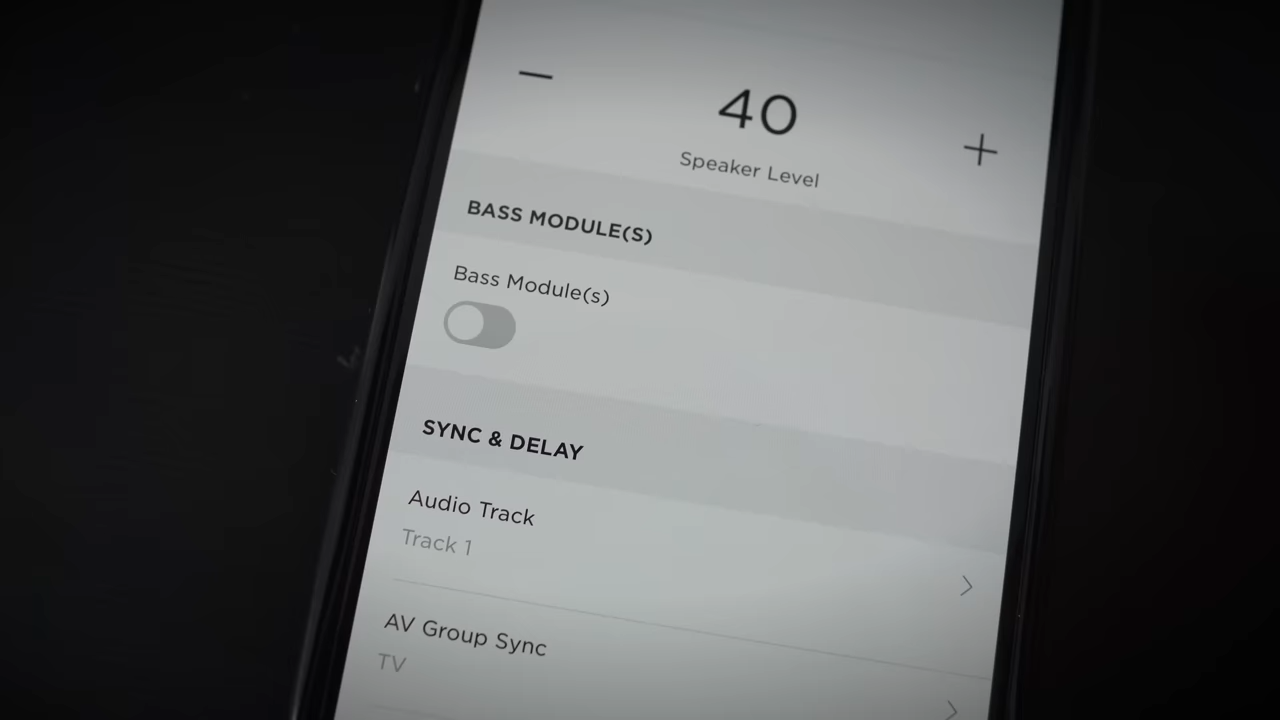 40
Speaker Level
BASS MODULE(S)
Bass Module(s)
SYNC & DELAY
Audio Track
Track 1
AV Group Sync
TV